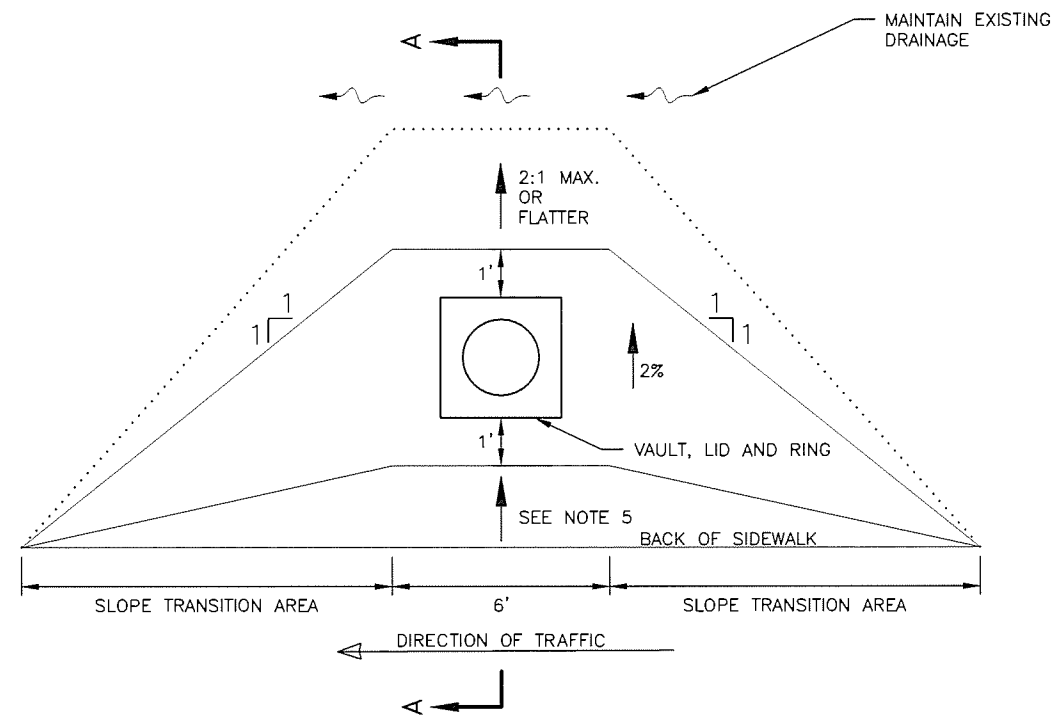 MAINTAIN EXISTING
DRAINAGE
A
2:1 MAX.
OR
FLATTER
1'
1
1
1
1
2%
1'
VAULT, LID AND RING
SEE NOTE 5
BACK OF SIDEWALK
SLOPE TRANSITION AREA
6'
SLOPE TRANSITION AREA
DIRECTION OF TRAFFIC
A